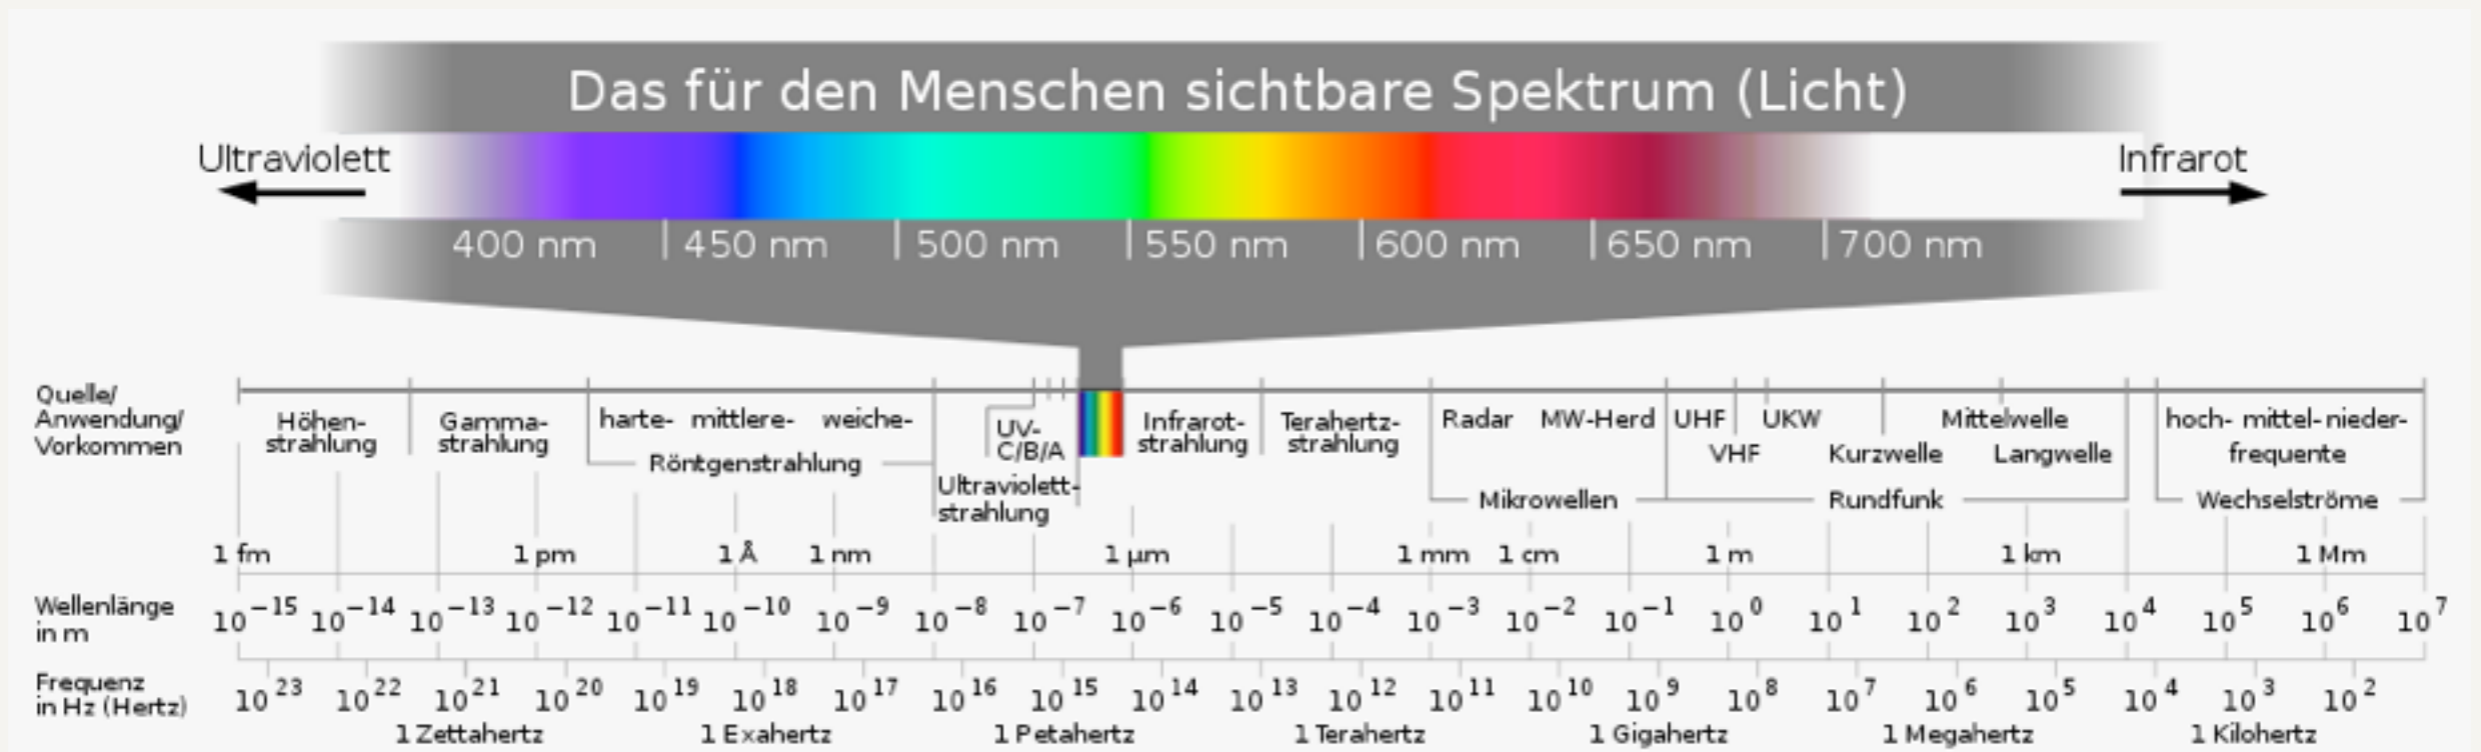 Das für den Menschen sichtbare Spektrum (Licht)
Ultraviolett
Infrarot
400 nm 450 nm 500 nm 550 nm 600 nm 650 nm 700 nm
Quelle/
Anwendung/
Vorkommen
Höhen-
strahlung
Gamma-
strahlung
harte- mittlere- weiche-
Röntgenstrahlung
UV-
C/B/A
Ultraviolett-
strahlung
Infrarot-
strahlung
Terahertz-
strahlung
Radar MW-Herd
Mikrowellen
UHF UKW Mittelwelle
VHF Kurzwelle Langwelle
Rundfunk
hoch- mittel- nieder-
frequente
Wechselströme
1 fm 1 pm 1 Å 1 nm 1 µm 1 mm 1 cm 1 m 1 km 1 Mm
Wellenlänge
in m
10⁻¹⁵ 10⁻¹⁴ 10⁻¹³ 10⁻¹² 10⁻¹¹ 10⁻¹⁰ 10⁻⁹ 10⁻⁸ 10⁻⁷ 10⁻⁶ 10⁻⁵ 10⁻⁴ 10⁻³ 10⁻² 10⁻¹ 10⁰ 10¹ 10² 10³ 10⁴ 10⁵ 10⁶ 10⁷
Frequenz
in Hz (Hertz)
10²³ 10²² 10²¹ 10²⁰ 10¹⁹ 10¹⁸ 10¹⁷ 10¹⁶ 10¹⁵ 10¹⁴ 10¹³ 10¹² 10¹¹ 10¹⁰ 10⁹ 10⁸ 10⁷ 10⁶ 10⁵ 10⁴ 10³ 10²
1 Zettahertz 1 Exahertz 1 Petahertz 1 Terahertz 1 Gigahertz 1 Megahertz 1 Kilohertz